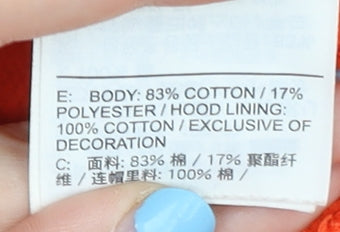 E: BODY: 83% COTTON / 17%
POLYESTER / HOOD LINING:
100% COTTON / EXCLUSIVE OF
DECORATION
C: 面料: 83% 棉 / 17% 聚酯纤
维 / 连帽里料: 100% 棉 /